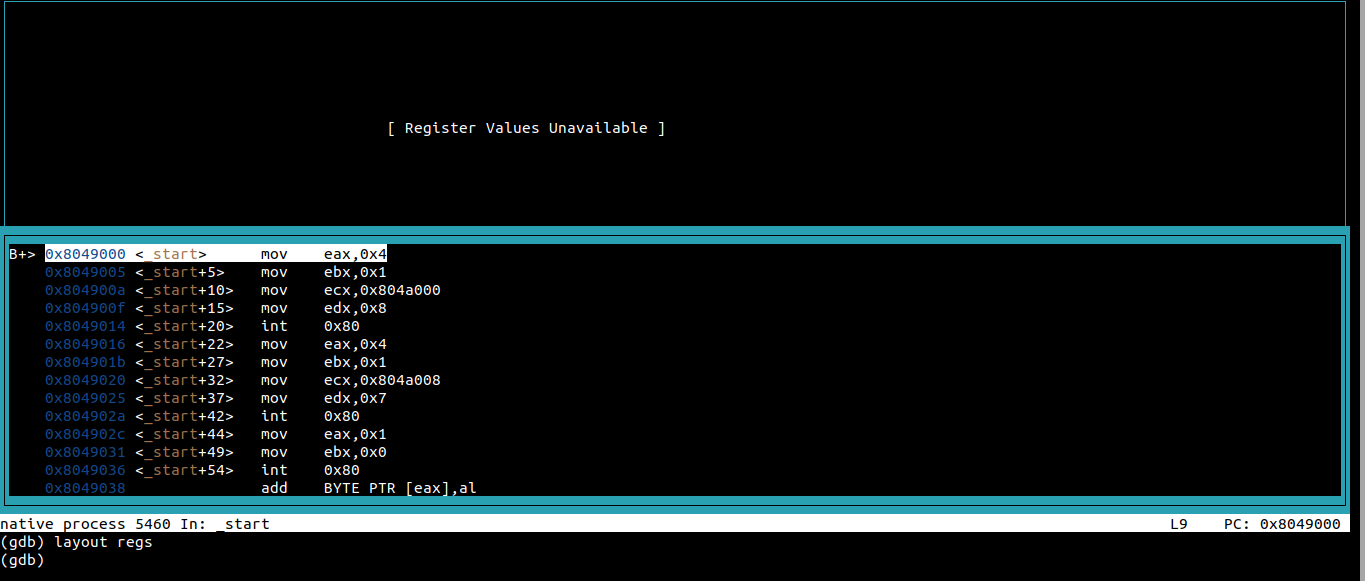 [ Register Values Unavailable ]
B+> 0x8049000 <_start> mov eax,0x4
0x8049005 <_start+5> mov ebx,0x1
0x804900a <_start+10> mov ecx,0x804a000
0x804900f <_start+15> mov edx,0x8
0x8049014 <_start+20> int 0x80
0x8049016 <_start+22> mov eax,0x4
0x804901b <_start+27> mov ebx,0x1
0x8049020 <_start+32> mov ecx,0x804a008
0x8049025 <_start+37> mov edx,0x7
0x804902a <_start+42> int 0x80
0x804902c <_start+44> mov eax,0x1
0x8049031 <_start+49> mov ebx,0x0
0x8049036 <_start+54> int 0x80
0x8049038 add BYTE PTR [eax],al
native process 5460 In: _start L9 PC: 0x8049000
(gdb) layout regs
(gdb)